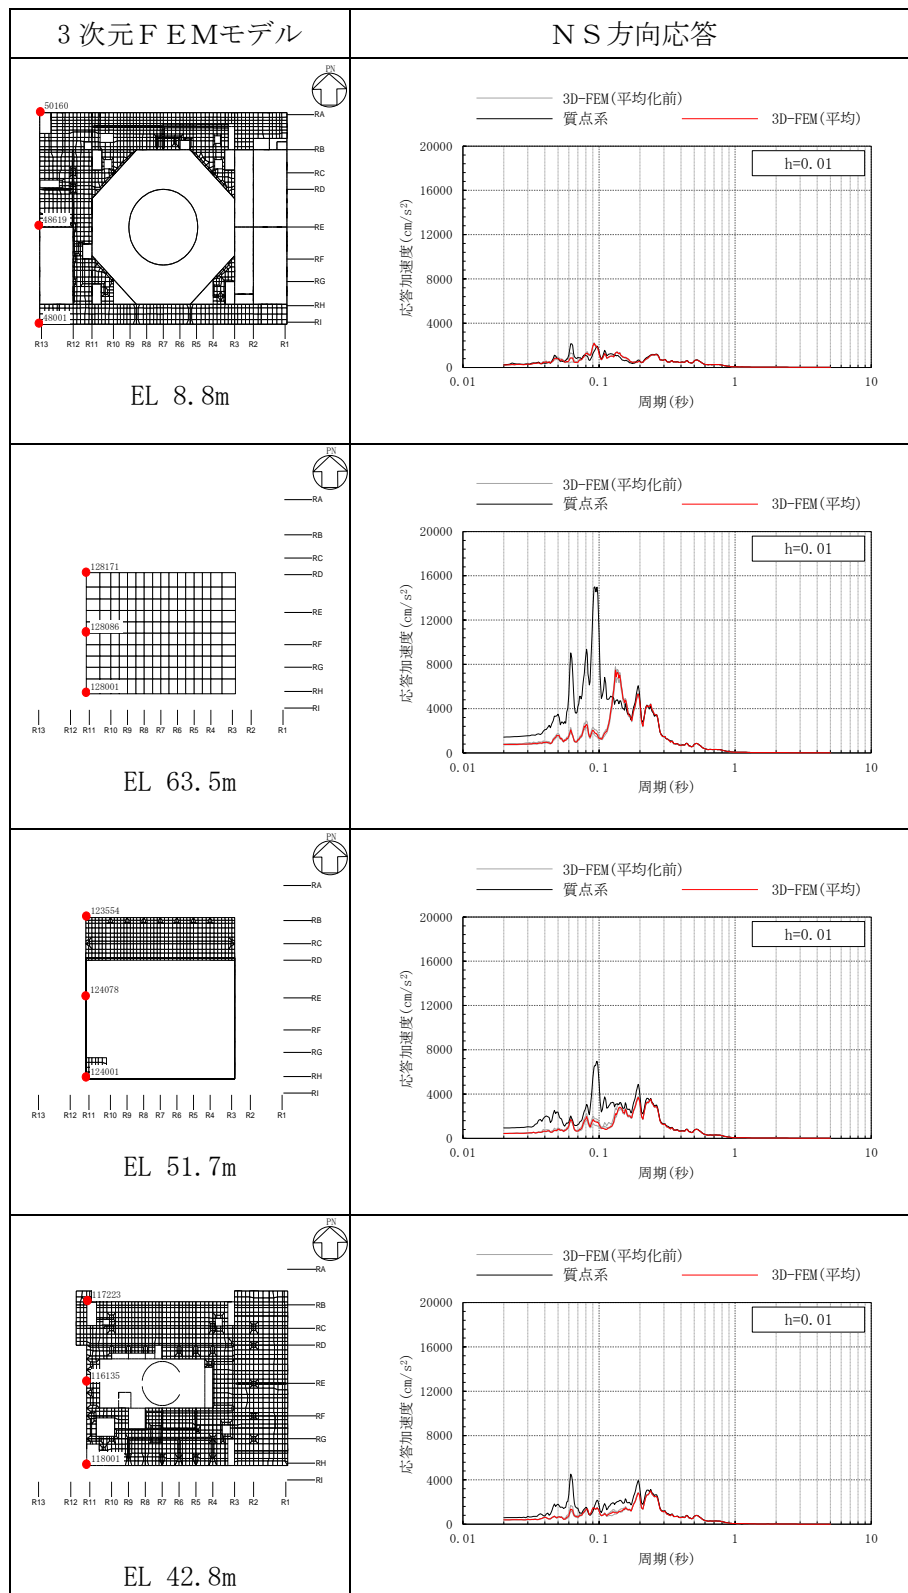 3次元FEMモデル
NS方向応答
PN
50160
48619
48001
RA
RB
RC
RD
RE
RF
RG
RH
RI
R13 R12 R11 R10 R9 R8 R7 R6 R5 R4 R3 R2 R1
EL 8.8m
3D-FEM(平均化前)
質点系 3D-FEM(平均)
h=0.01
応答加速度(cm/s²)
20000
16000
12000
8000
4000
0
0.01 0.1 1 10
周期(秒)
PN
128171
128086
128001
RA
RB
RC
RD
RE
RF
RG
RH
RI
R13 R12 R11 R10 R9 R8 R7 R6 R5 R4 R3 R2 R1
EL 63.5m
3D-FEM(平均化前)
質点系 3D-FEM(平均)
h=0.01
応答加速度(cm/s²)
20000
16000
12000
8000
4000
0
0.01 0.1 1 10
周期(秒)
PN
123554
124078
124001
RA
RB
RC
RD
RE
RF
RG
RH
RI
R13 R12 R11 R10 R9 R8 R7 R6 R5 R4 R3 R2 R1
EL 51.7m
3D-FEM(平均化前)
質点系 3D-FEM(平均)
h=0.01
応答加速度(cm/s²)
20000
16000
12000
8000
4000
0
0.01 0.1 1 10
周期(秒)
PN
117223
116135
118001
RA
RB
RC
RD
RE
RF
RG
RH
RI
R13 R12 R11 R10 R9 R8 R7 R6 R5 R4 R3 R2 R1
EL 42.8m
3D-FEM(平均化前)
質点系 3D-FEM(平均)
h=0.01
応答加速度(cm/s²)
20000
16000
12000
8000
4000
0
0.01 0.1 1 10
周期(秒)